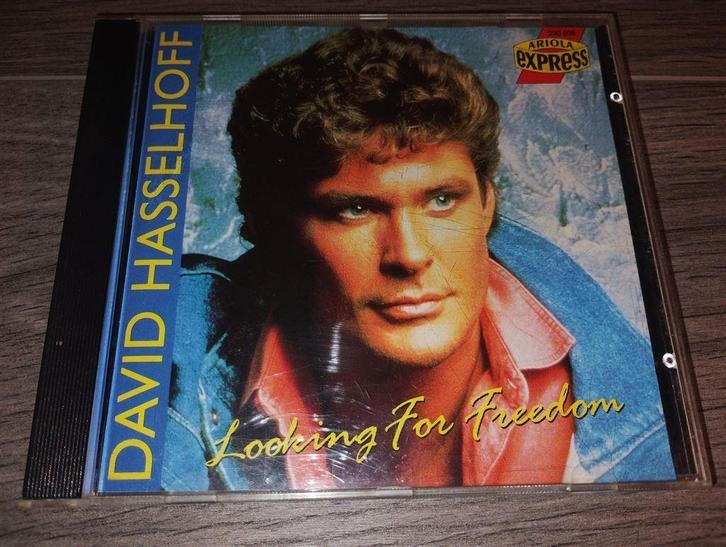 DAVID HASSELHOFF
ARIOLA
EXPRESS
Looking For Freedom